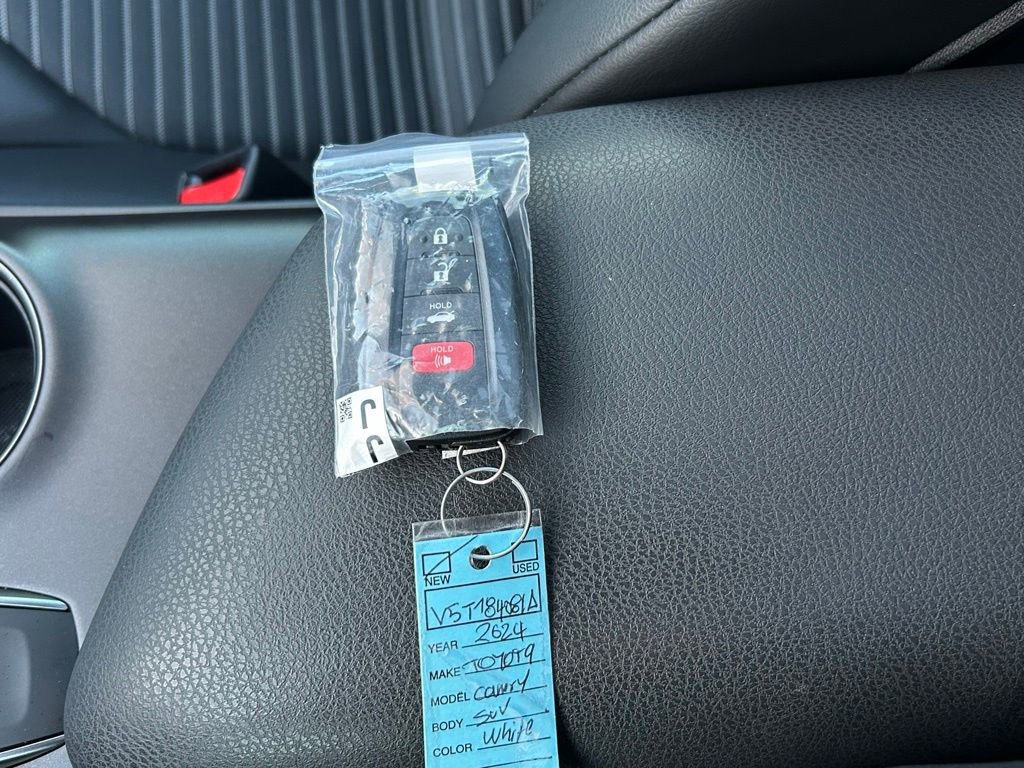 HOLD
HOLD
J
J
NEW USED
V5T184081A
YEAR 2024
MAKE TOYOTA
MODEL Camry
BODY SUV
COLOR White